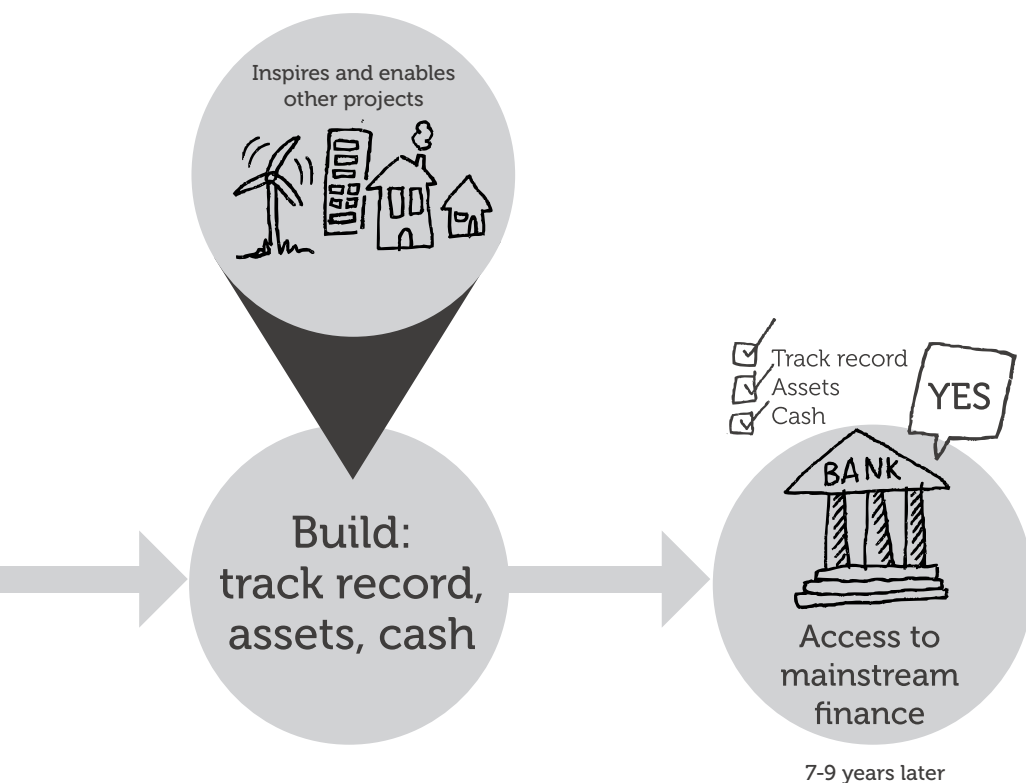 Inspires and enables
other projects
Build:
track record,
assets, cash
Track record
Assets
Cash
YES
BANK
Access to
mainstream
finance
7-9 years later